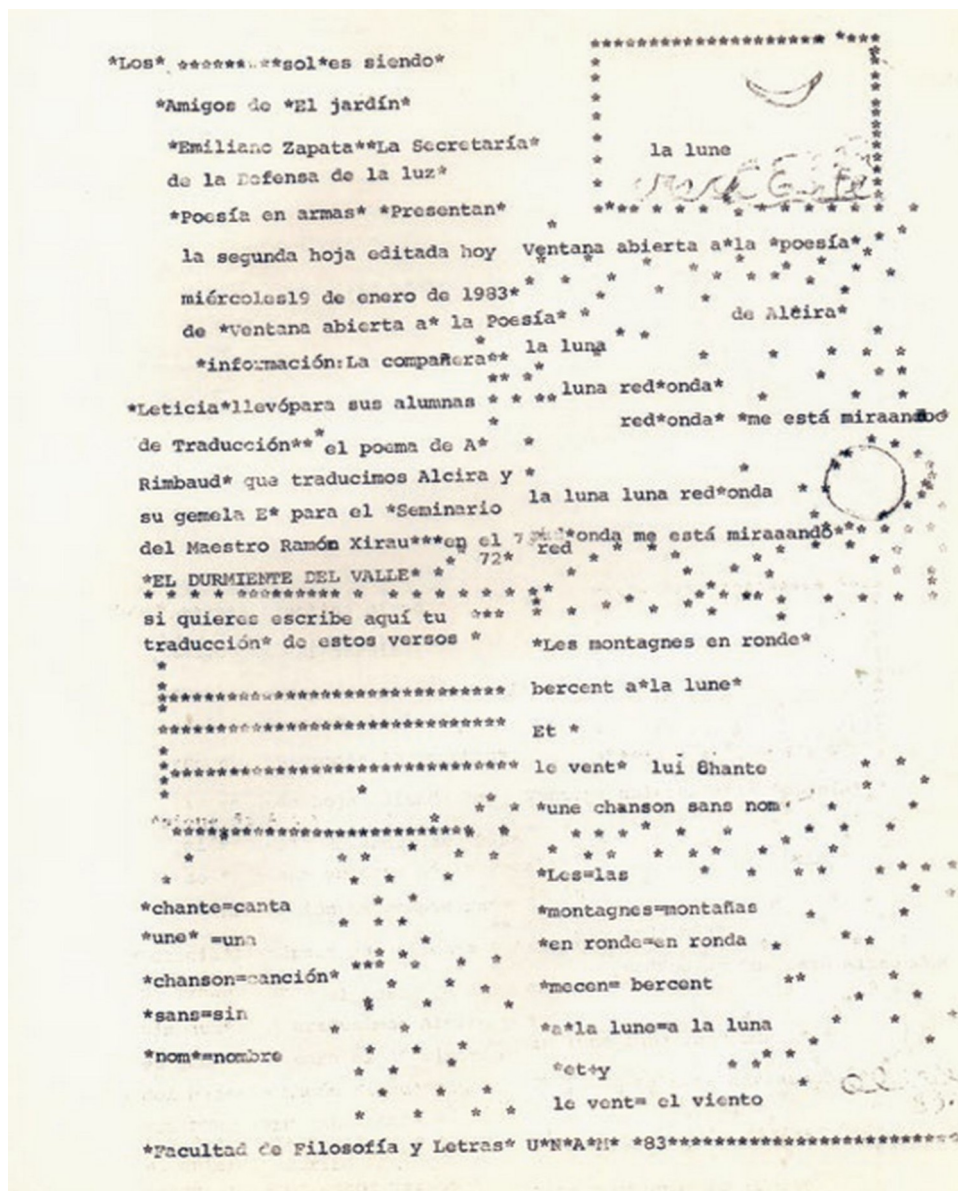 *Los* ******* **sol*es siendo*
*Amigos de *El jardín*
*Emiliano Zapata**La Secretaría*
de la Defensa de la luz*
*Poesía en armas* *Presentan*
la segunda hoja editada hoy
miércoles19 de enero de 1983*
de *Ventana abierta a* la Poesía*
*información:La compañera**
*Leticia*llevópara sus alumnas
de Traducción** el poema de A*
Rimbaud* que traducimos Alcira y
su gemela E* para el *Seminario
del Maestro Ramón Xirau***en el 7
72*
*EL DURMIENTE DEL VALLE*
si quieres escribe aquí tu ***
traducción* de estos versos *
*chante=canta
*une* =una
*chanson=canción*
*sans=sin
*nom*=nombre
la lune
Ventana abierta a*la *poesía*
de Alcira*
la luna
luna red*onda*
red*onda* *me está miraando
la luna luna red*onda
red*onda me está miraaando*
red
*Les montagnes en ronde*
bercent a*la lune*
Et *
le vent* lui 8hante
*une chanson sans nom
*Les=las
*montagnes=montañas
*en ronde=en ronda
*mecen= bercent
*a*la lune=a la luna
*et+y
le vent= el viento
*Facultad de Filosofía y Letras* U*N*A*M* *83*************************